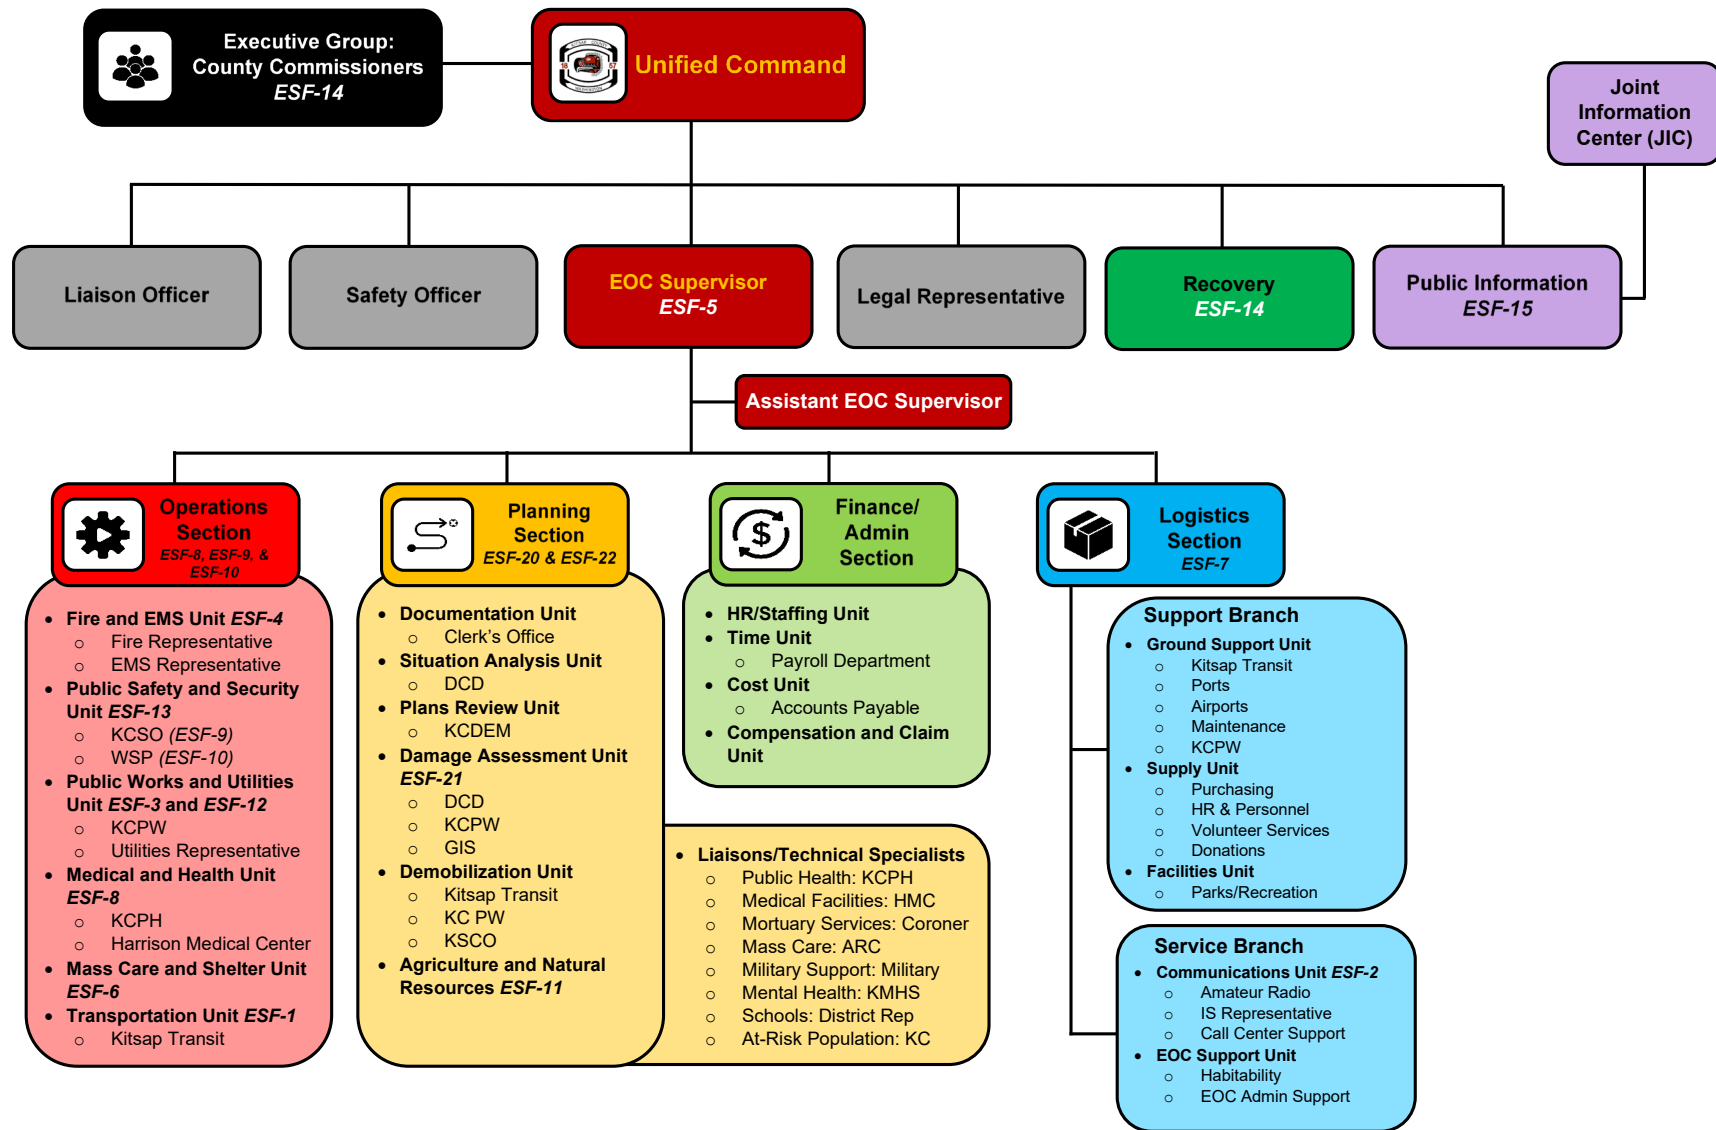 Executive Group:
County Commissioners
ESF-14
18
57
Unified Command
Joint
Information
Center (JIC)
Liaison Officer
Safety Officer
EOC Supervisor
ESF-5
Legal Representative
Recovery
ESF-14
Public Information
ESF-15
Assistant EOC Supervisor
Operations
Section
ESF-8, ESF-9, &
ESF-10
• Fire and EMS Unit ESF-4
o Fire Representative
o EMS Representative
• Public Safety and Security
Unit ESF-13
o KCSO (ESF-9)
o WSP (ESF-10)
• Public Works and Utilities
Unit ESF-3 and ESF-12
o KCPW
o Utilities Representative
• Medical and Health Unit
ESF-8
o KCPH
o Harrison Medical Center
• Mass Care and Shelter Unit
ESF-6
• Transportation Unit ESF-1
o Kitsap Transit
Planning
Section
ESF-20 & ESF-22
• Documentation Unit
o Clerk's Office
• Situation Analysis Unit
o DCD
• Plans Review Unit
o KCDEM
• Damage Assessment Unit
ESF-21
o DCD
o KCPW
o GIS
• Demobilization Unit
o Kitsap Transit
o KC PW
o KSCO
• Agriculture and Natural
Resources ESF-11
• Liaisons/Technical Specialists
o Public Health: KCPH
o Medical Facilities: HMC
o Mortuary Services: Coroner
o Mass Care: ARC
o Military Support: Military
o Mental Health: KMHS
o Schools: District Rep
o At-Risk Population: KC
$
Finance/
Admin
Section
• HR/Staffing Unit
• Time Unit
o Payroll Department
• Cost Unit
o Accounts Payable
• Compensation and Claim
Unit
Logistics
Section
ESF-7
Support Branch
• Ground Support Unit
o Kitsap Transit
o Ports
o Airports
o Maintenance
o KCPW
• Supply Unit
o Purchasing
o HR & Personnel
o Volunteer Services
o Donations
• Facilities Unit
o Parks/Recreation
Service Branch
• Communications Unit ESF-2
o Amateur Radio
o IS Representative
o Call Center Support
• EOC Support Unit
o Habitability
o EOC Admin Support